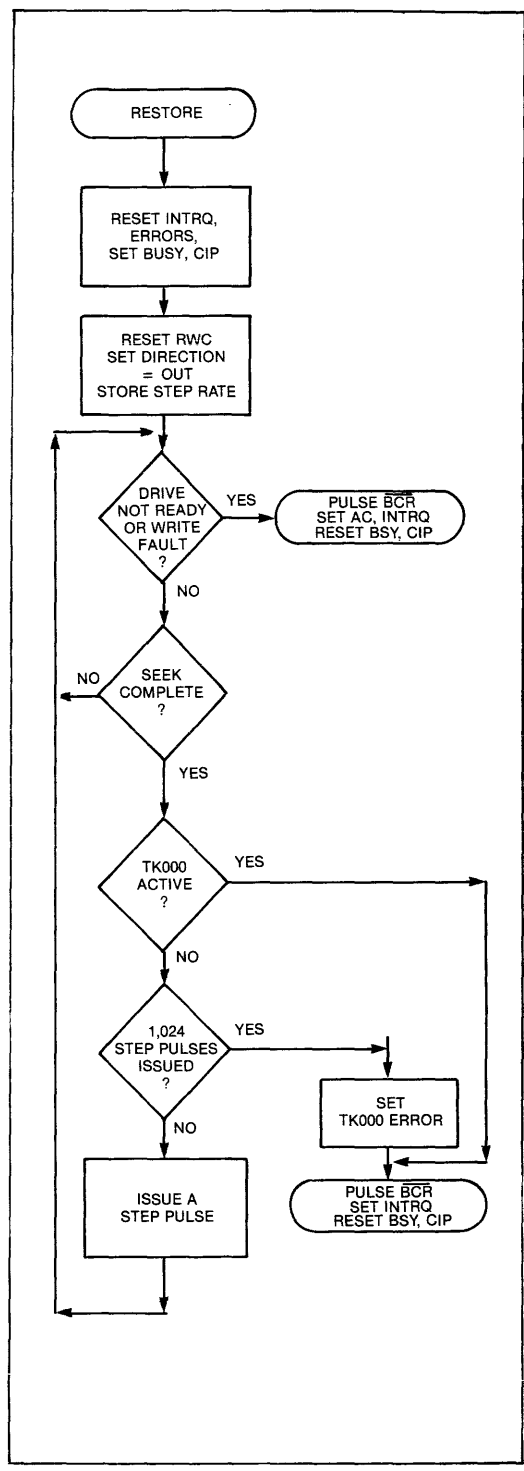 RESTORE
RESET INTRQ,
ERRORS,
SET BUSY, CIP
RESET RWC
SET DIRECTION
= OUT
STORE STEP RATE
DRIVE
NOT READY
OR WRITE
FAULT
?
YES
PULSE B̅C̅R̅
SET AC, INTRQ
RESET BSY, CIP
NO
SEEK
COMPLETE
?
NO
YES
TK000
ACTIVE
?
YES
NO
1,024
STEP PULSES
ISSUED
?
YES
SET
TK000 ERROR
NO
ISSUE A
STEP PULSE
PULSE B̅C̅R̅
SET INTRQ
RESET BSY, CIP